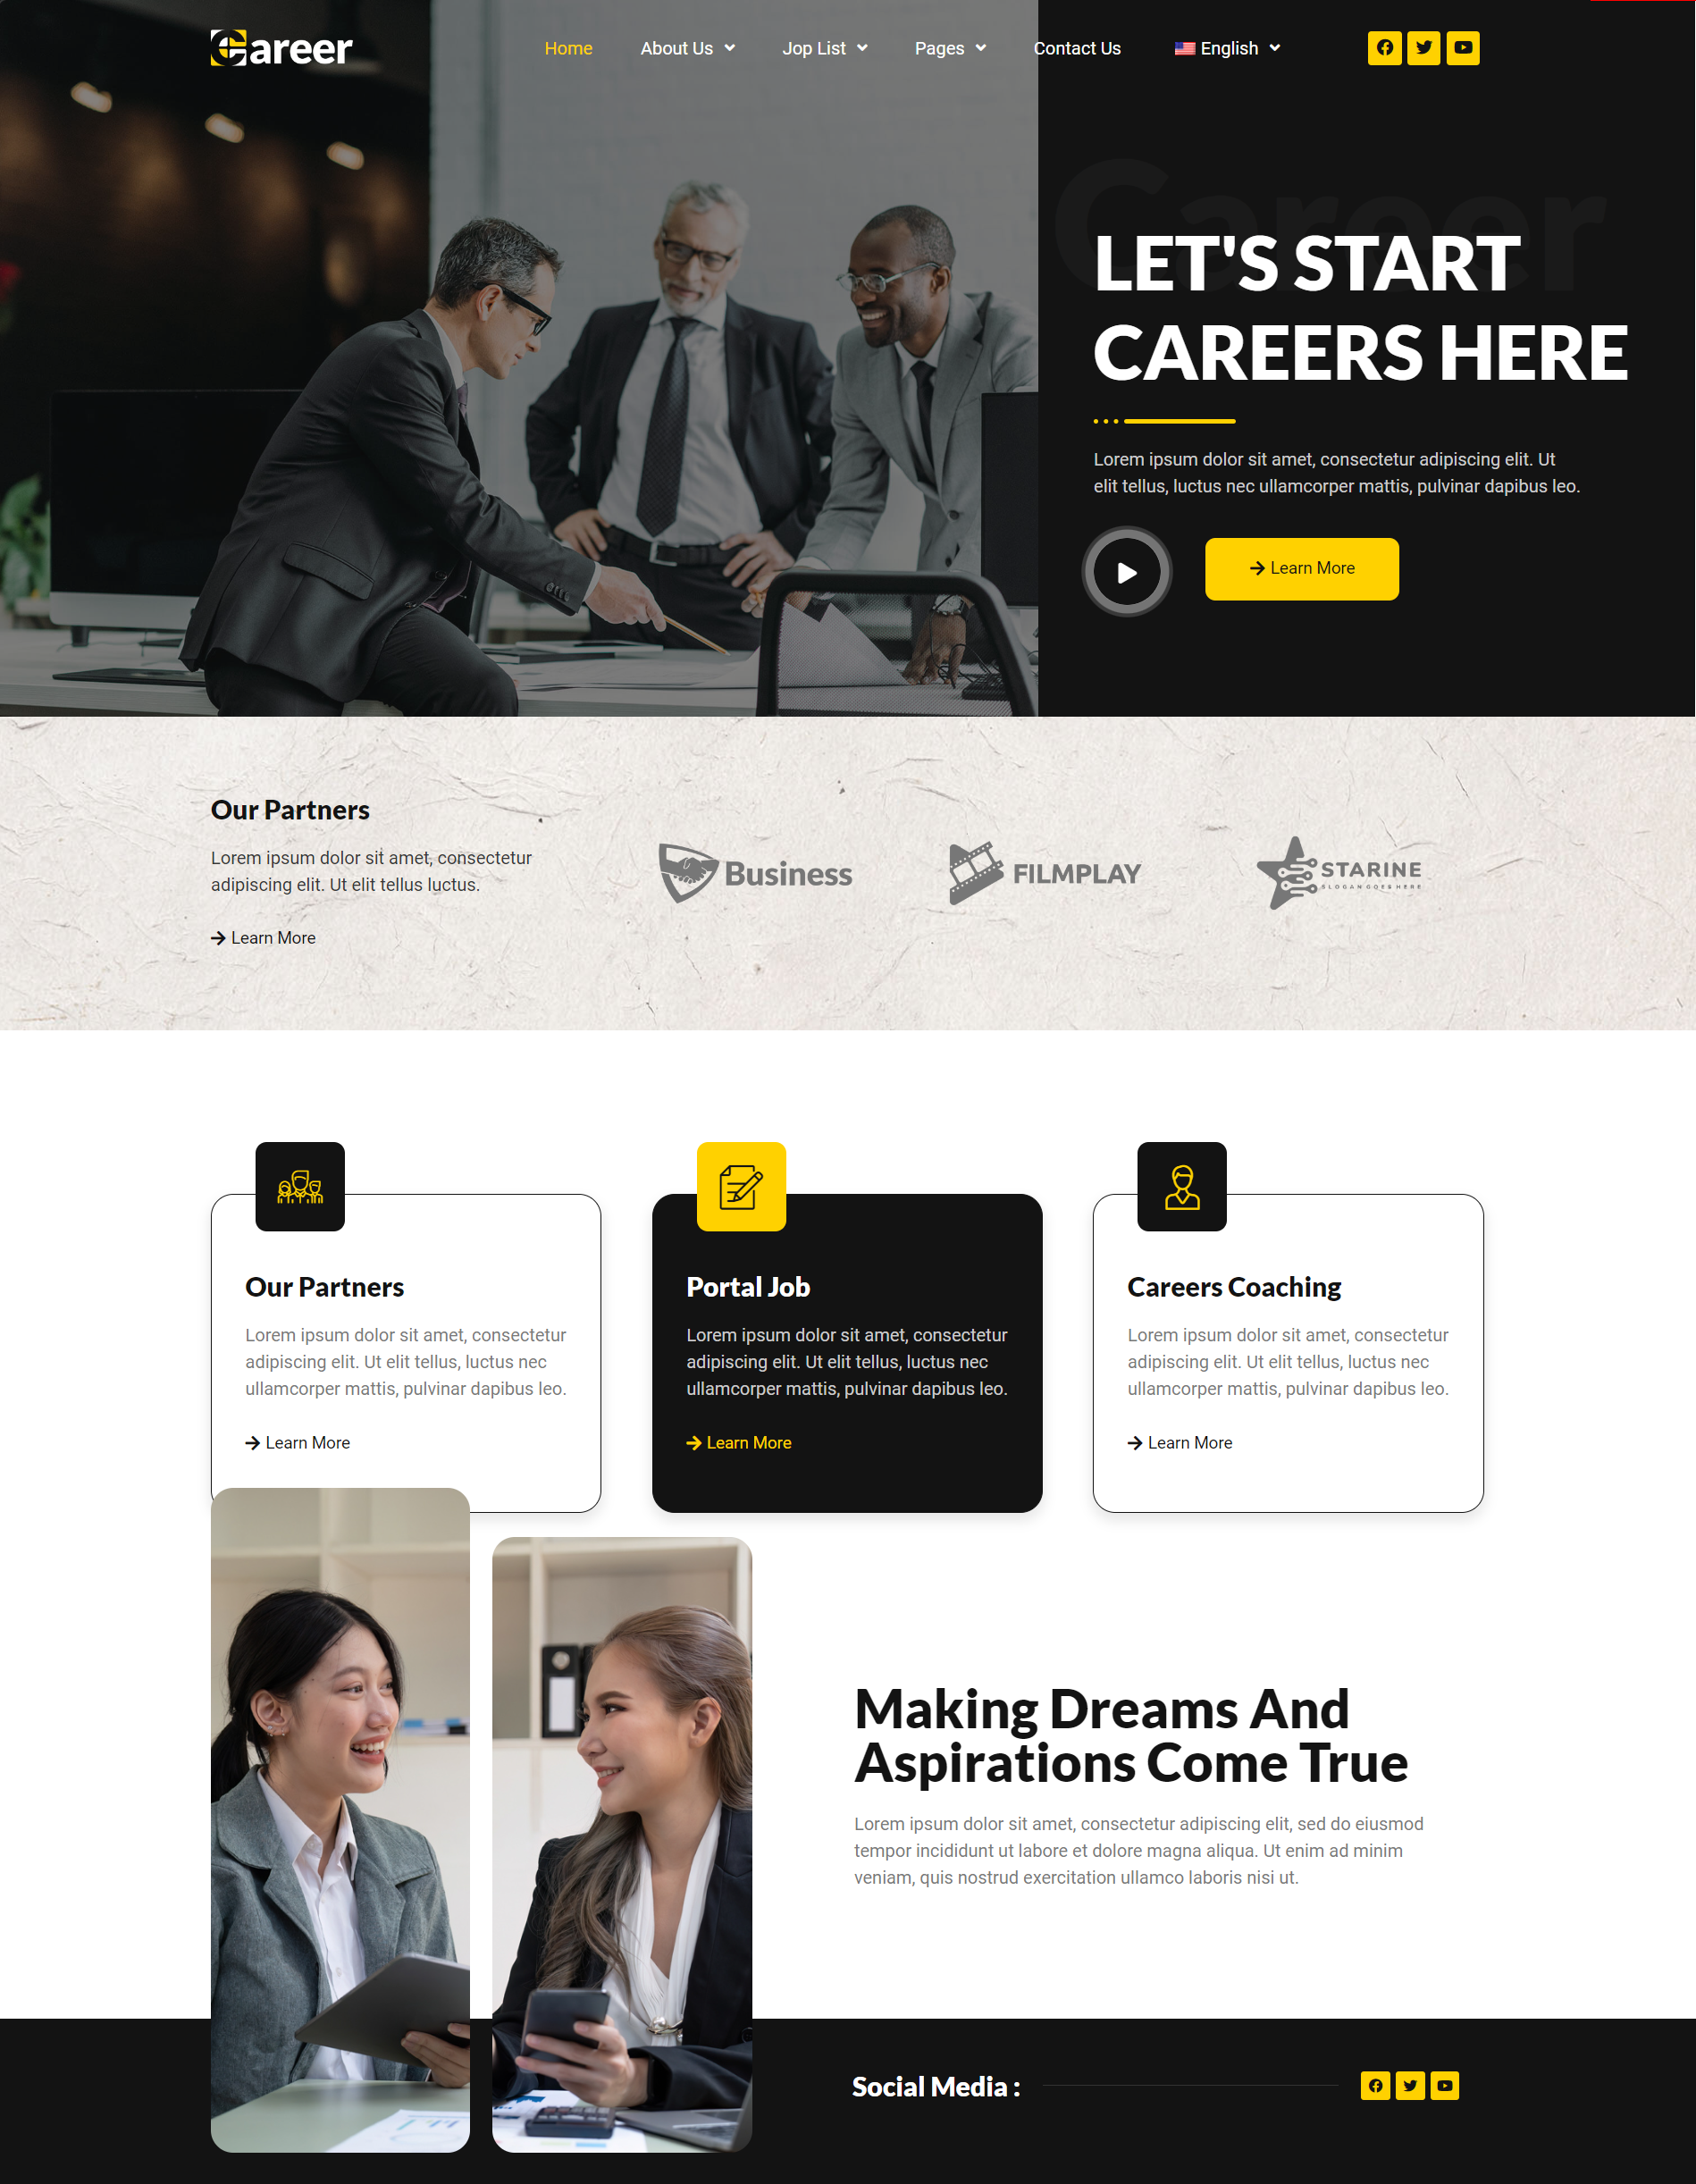 Career
Home
About Us
Jop List
Pages
Contact Us
English
Career
LET'S START
CAREERS HERE
Lorem ipsum dolor sit amet, consectetur adipiscing elit. Ut
elit tellus, luctus nec ullamcorper mattis, pulvinar dapibus leo.
Learn More
Our Partners
Lorem ipsum dolor sit amet, consectetur
adipiscing elit. Ut elit tellus luctus.
Learn More
Business
FILMPLAY
STARINE
SLOGAN GOES HERE
Our Partners
Lorem ipsum dolor sit amet, consectetur
adipiscing elit. Ut elit tellus, luctus nec
ullamcorper mattis, pulvinar dapibus leo.
Learn More
Portal Job
Lorem ipsum dolor sit amet, consectetur
adipiscing elit. Ut elit tellus, luctus nec
ullamcorper mattis, pulvinar dapibus leo.
Learn More
Careers Coaching
Lorem ipsum dolor sit amet, consectetur
adipiscing elit. Ut elit tellus, luctus nec
ullamcorper mattis, pulvinar dapibus leo.
Learn More
Making Dreams And
Aspirations Come True
Lorem ipsum dolor sit amet, consectetur adipiscing elit, sed do eiusmod
tempor incididunt ut labore et dolore magna aliqua. Ut enim ad minim
veniam, quis nostrud exercitation ullamco laboris nisi ut.
Social Media :